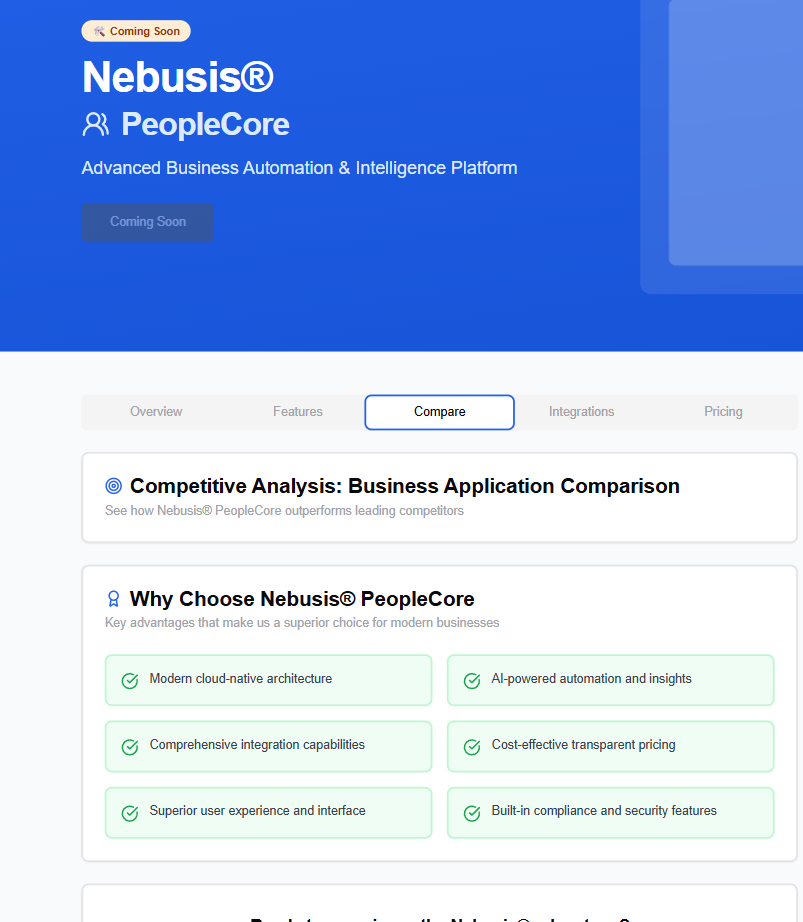 Coming Soon
Nebusis®
PeopleCore
Advanced Business Automation & Intelligence Platform
Coming Soon
Overview Features Compare Integrations Pricing
Competitive Analysis: Business Application Comparison
See how Nebusis® PeopleCore outperforms leading competitors
Why Choose Nebusis® PeopleCore
Key advantages that make us a superior choice for modern businesses
Modern cloud-native architecture
AI-powered automation and insights
Comprehensive integration capabilities
Cost-effective transparent pricing
Superior user experience and interface
Built-in compliance and security features